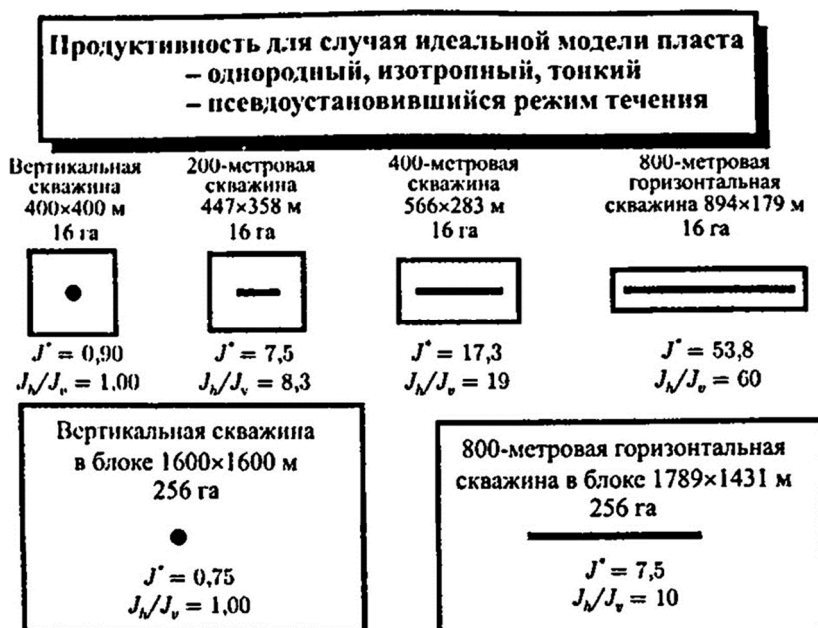 Продуктивность для случая идеальной модели пласта
– однородный, изотропный, тонкий
– псевдоустановившийся режим течения
Вертикальная
скважина
400×400 м
16 га
J* = 0,90
J_h/J_v = 1,00
200-метровая
скважина
447×358 м
16 га
J* = 7,5
J_h/J_v = 8,3
400-метровая
скважина
566×283 м
16 га
J* = 17,3
J_h/J_v = 19
800-метровая
горизонтальная
скважина 894×179 м
16 га
J* = 53,8
J_h/J_v = 60
Вертикальная скважина
в блоке 1600×1600 м
256 га
J* = 0,75
J_h/J_v = 1,00
800-метровая горизонтальная
скважина в блоке 1789×1431 м
256 га
J* = 7,5
J_h/J_v = 10